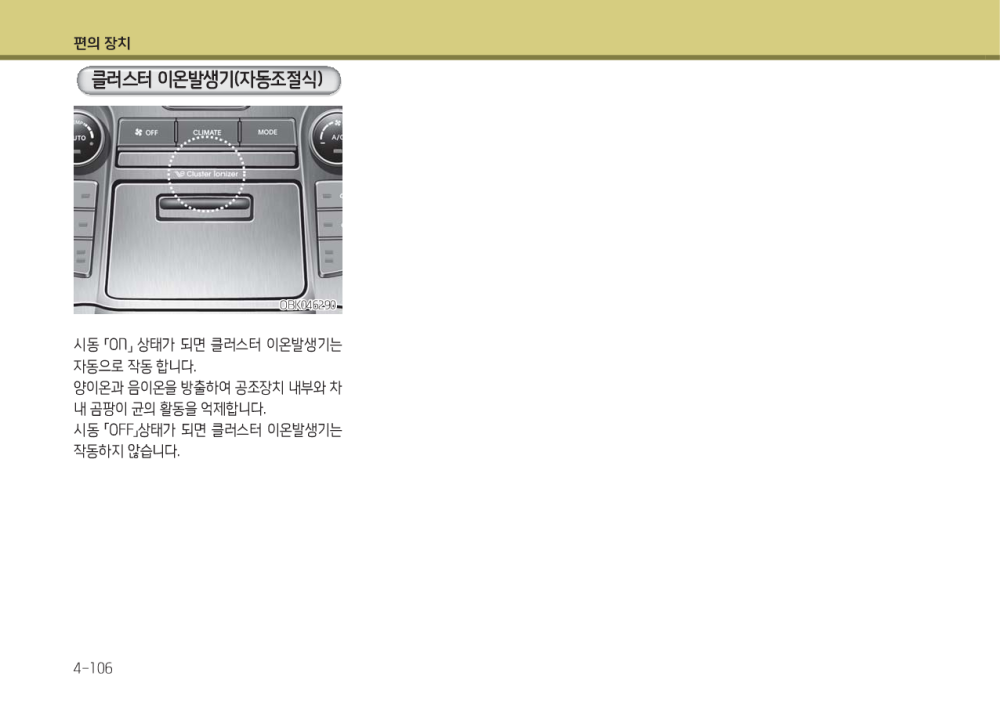 편의 장치
클러스터 이온발생기(자동조절식)
OFF
CLIMATE
MODE
A/C
Cluster Ionizer
OBK046290
시동 「ON」 상태가 되면 클러스터 이온발생기는
자동으로 작동 합니다.
양이온과 음이온을 방출하여 공조장치 내부와 차
내 곰팡이 균의 활동을 억제합니다.
시동 「OFF」상태가 되면 클러스터 이온발생기는
작동하지 않습니다.
4-106